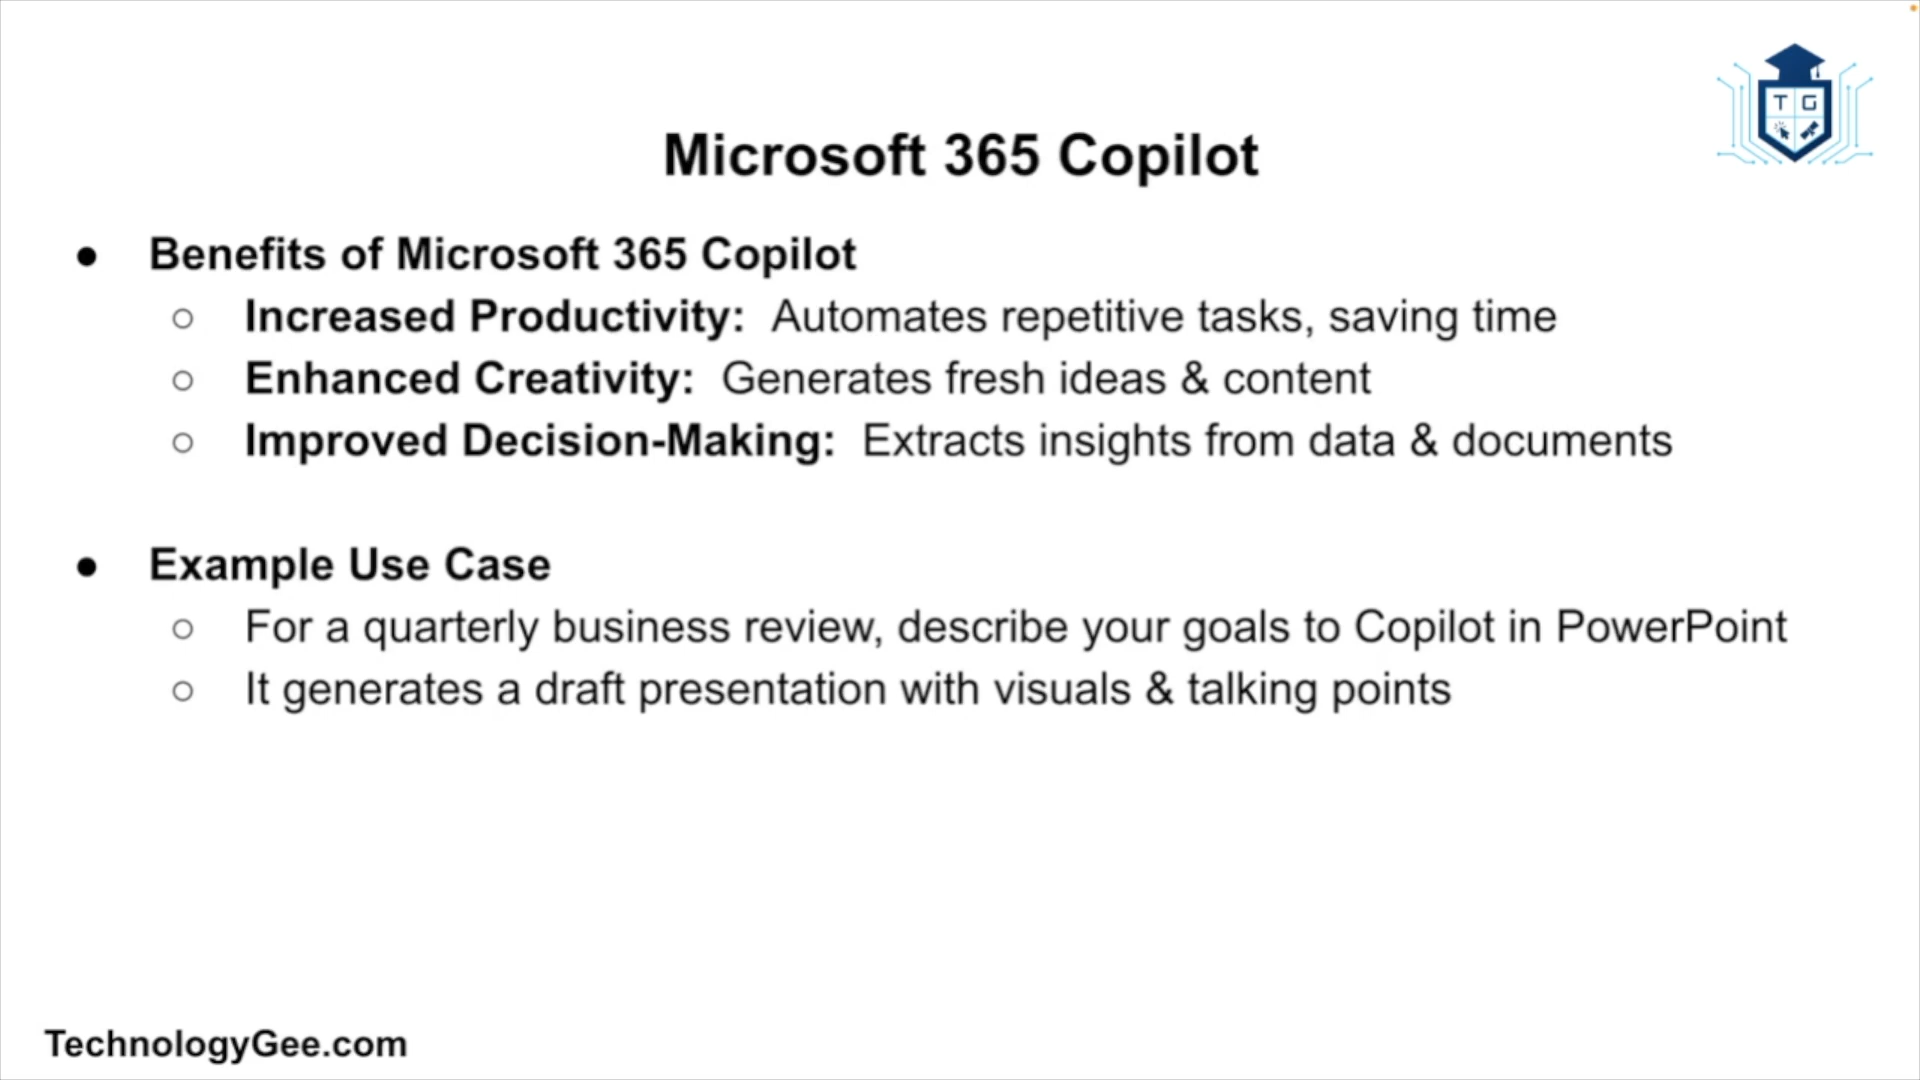 T G
Microsoft 365 Copilot
● Benefits of Microsoft 365 Copilot
○ Increased Productivity: Automates repetitive tasks, saving time
○ Enhanced Creativity: Generates fresh ideas & content
○ Improved Decision-Making: Extracts insights from data & documents
● Example Use Case
○ For a quarterly business review, describe your goals to Copilot in PowerPoint
○ It generates a draft presentation with visuals & talking points
TechnologyGee.com